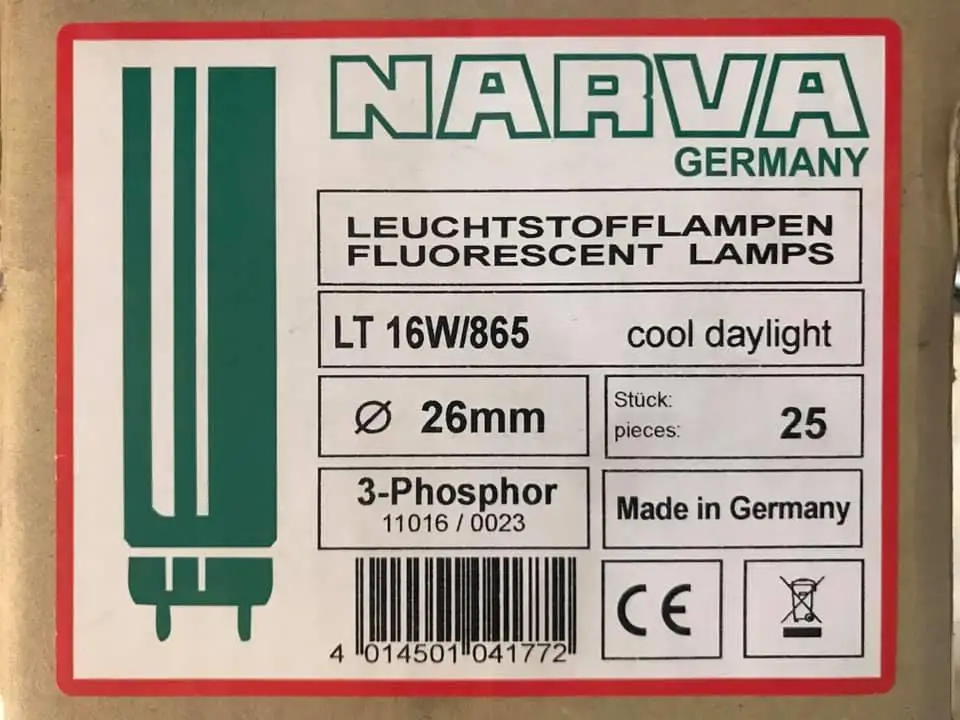 NARVA
GERMANY
LEUCHTSTOFFLAMPEN
FLUORESCENT LAMPS
LT 16W/865 cool daylight
Ø 26mm
Stück:
pieces: 25
3-Phosphor
11016 / 0023
Made in Germany
CE
4 014501 041772